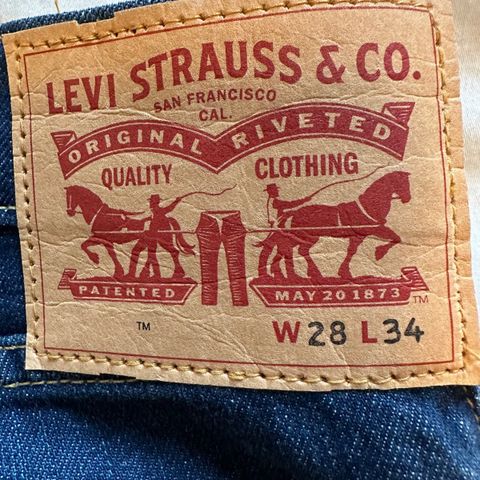 LEVI STRAUSS & CO.
SAN FRANCISCO
CAL.
ORIGINAL RIVETED
QUALITY CLOTHING
PATENTED MAY 20 1873 ™
™ W28 L34